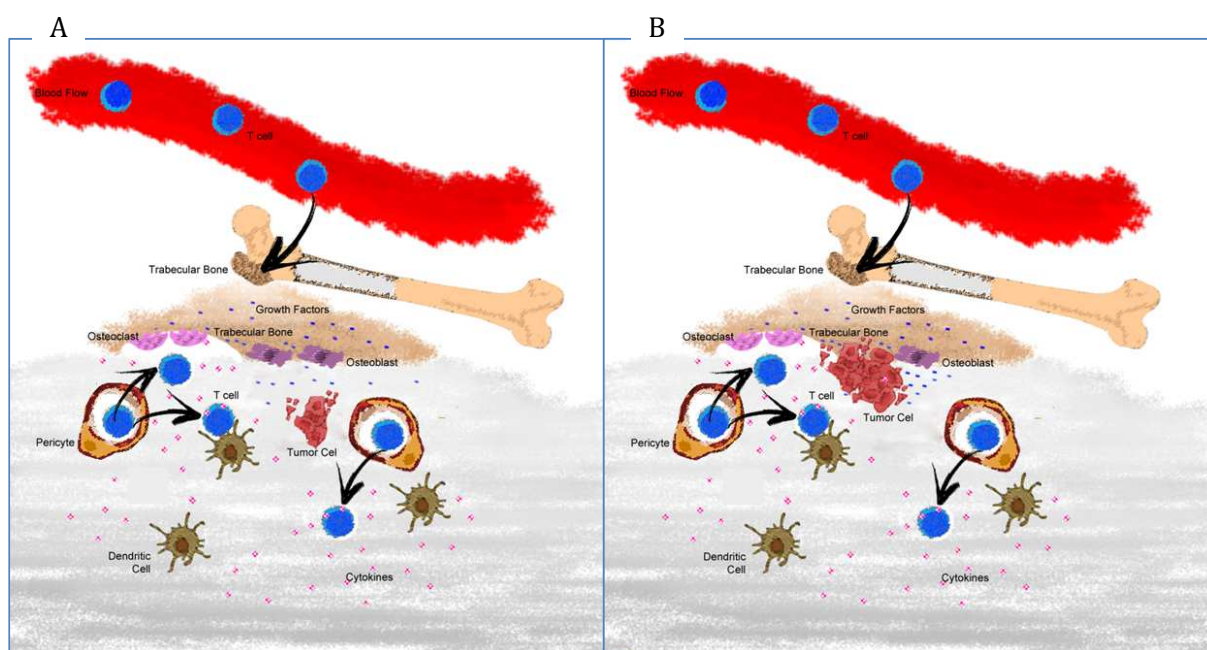 A
Blood Flow
T cell
Trabecular Bone
Growth Factors
Osteoclast
Trabecular Bone
Osteoblast
T cell
Pericyte
Tumor Cel
Dendritic
Cell
Cytokines
B
Blood Flow
T cell
Trabecular Bone
Growth Factors
Osteoclast
Trabecular Bone
Osteoblast
T cell
Tumor Cel
Pericyte
Dendritic
Cell
Cytokines